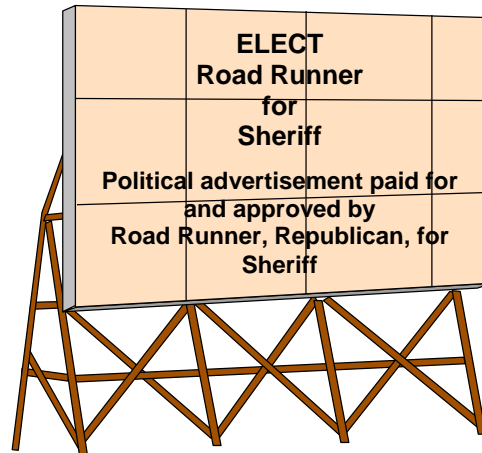 ELECT
Road Runner
for
Sheriff
Political advertisement paid for
and approved by
Road Runner, Republican, for
Sheriff